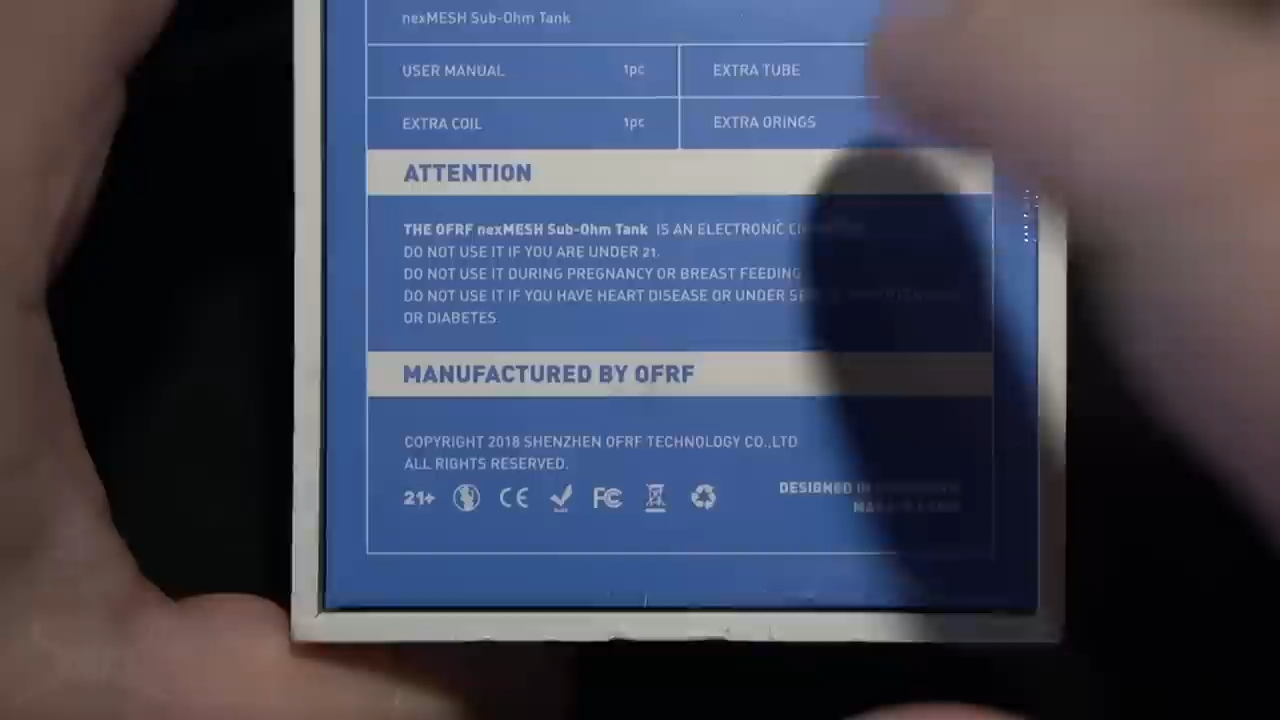 nexMESH Sub-Ohm Tank
USER MANUAL 1pc EXTRA TUBE
EXTRA COIL 1pc EXTRA ORINGS
ATTENTION
THE OFRF nexMESH Sub-Ohm Tank IS AN ELECTRONIC
DO NOT USE IT IF YOU ARE UNDER 21.
DO NOT USE IT DURING PREGNANCY OR BREAST FEEDING
DO NOT USE IT IF YOU HAVE HEART DISEASE OR UNDER
OR DIABETES.
MANUFACTURED BY OFRF
COPYRIGHT 2018 SHENZHEN OFRF TECHNOLOGY CO.,LTD
ALL RIGHTS RESERVED.
21+ CE FC
DESIGNED IN